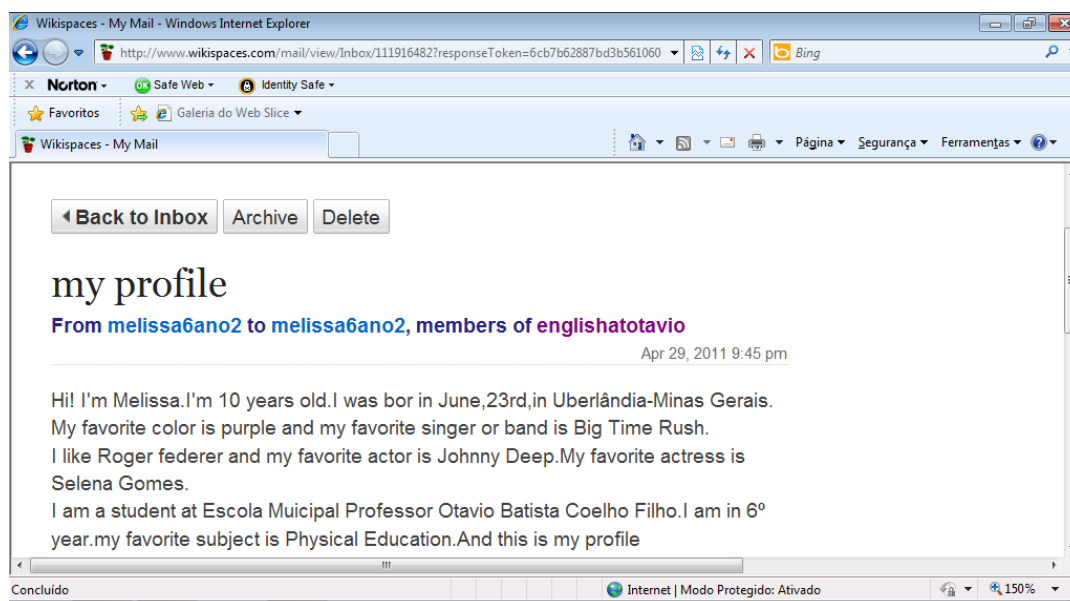 Wikispaces - My Mail - Windows Internet Explorer
http://www.wikispaces.com/mail/view/Inbox/111916482?responseToken=6cb7b62887bd3b561060
Bing
X Norton - OK Safe Web Identity Safe
Favoritos Galeria do Web Slice
Wikispaces - My Mail Página Segurança Ferramentas
Back to Inbox Archive Delete
my profile
From melissa6ano2 to melissa6ano2, members of englishatotavio
Apr 29, 2011 9:45 pm
Hi! I'm Melissa.I'm 10 years old.I was bor in June,23rd,in Uberlândia-Minas Gerais.
My favorite color is purple and my favorite singer or band is Big Time Rush.
I like Roger federer and my favorite actor is Johnny Deep.My favorite actress is
Selena Gomes.
I am a student at Escola Muicipal Professor Otavio Batista Coelho Filho.I am in 6º
year.my favorite subject is Physical Education.And this is my profile
Concluído Internet | Modo Protegido: Ativado 150%